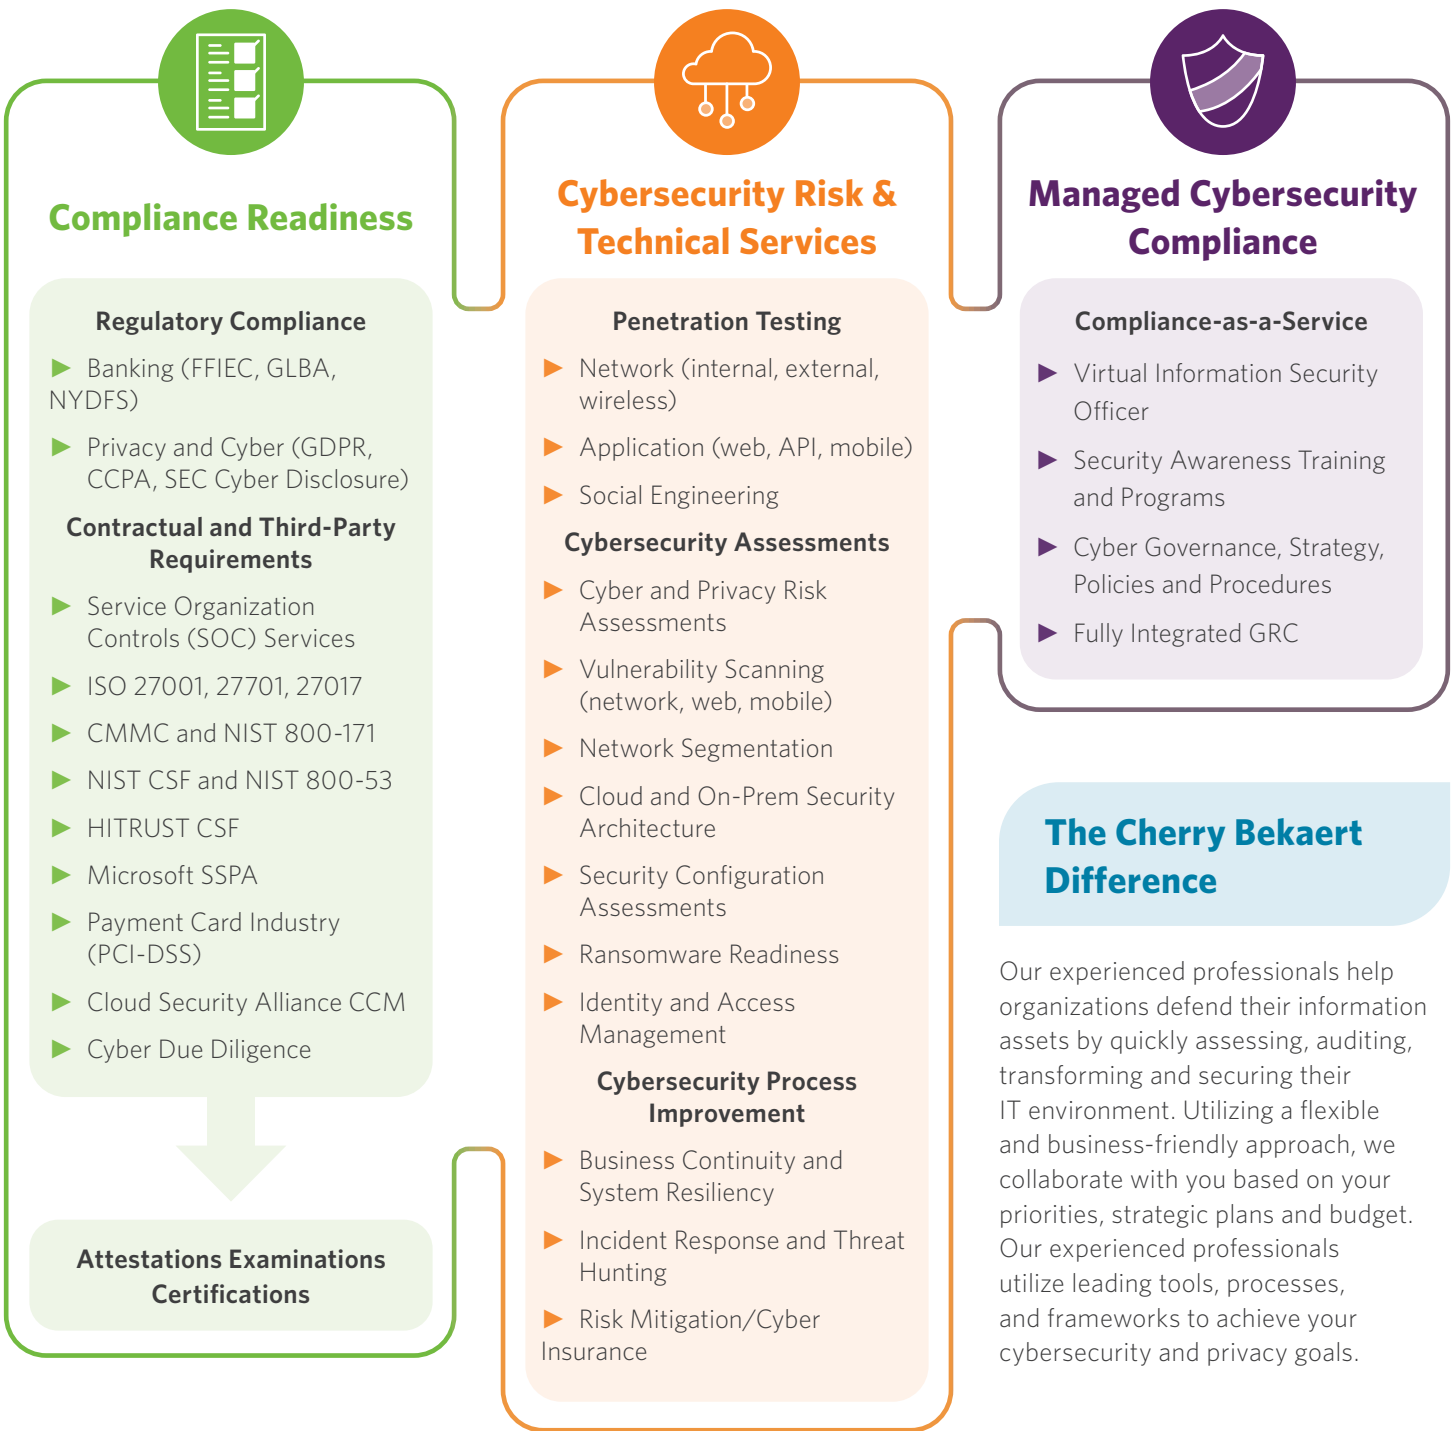 Compliance Readiness
Regulatory Compliance
► Banking (FFIEC, GLBA,
NYDFS)
► Privacy and Cyber (GDPR,
CCPA, SEC Cyber Disclosure)
Contractual and Third-Party
Requirements
► Service Organization
Controls (SOC) Services
► ISO 27001, 27701, 27017
► CMMC and NIST 800-171
► NIST CSF and NIST 800-53
► HITRUST CSF
► Microsoft SSPA
► Payment Card Industry
(PCI-DSS)
► Cloud Security Alliance CCM
► Cyber Due Diligence
Attestations Examinations
Certifications
Cybersecurity Risk &
Technical Services
Penetration Testing
► Network (internal, external,
wireless)
► Application (web, API, mobile)
► Social Engineering
Cybersecurity Assessments
► Cyber and Privacy Risk
Assessments
► Vulnerability Scanning
(network, web, mobile)
► Network Segmentation
► Cloud and On-Prem Security
Architecture
► Security Configuration
Assessments
► Ransomware Readiness
► Identity and Access
Management
Cybersecurity Process
Improvement
► Business Continuity and
System Resiliency
► Incident Response and Threat
Hunting
► Risk Mitigation/Cyber
Insurance
Managed Cybersecurity
Compliance
Compliance-as-a-Service
► Virtual Information Security
Officer
► Security Awareness Training
and Programs
► Cyber Governance, Strategy,
Policies and Procedures
► Fully Integrated GRC
The Cherry Bekaert
Difference
Our experienced professionals help
organizations defend their information
assets by quickly assessing, auditing,
transforming and securing their
IT environment. Utilizing a flexible
and business-friendly approach, we
collaborate with you based on your
priorities, strategic plans and budget.
Our experienced professionals
utilize leading tools, processes,
and frameworks to achieve your
cybersecurity and privacy goals.